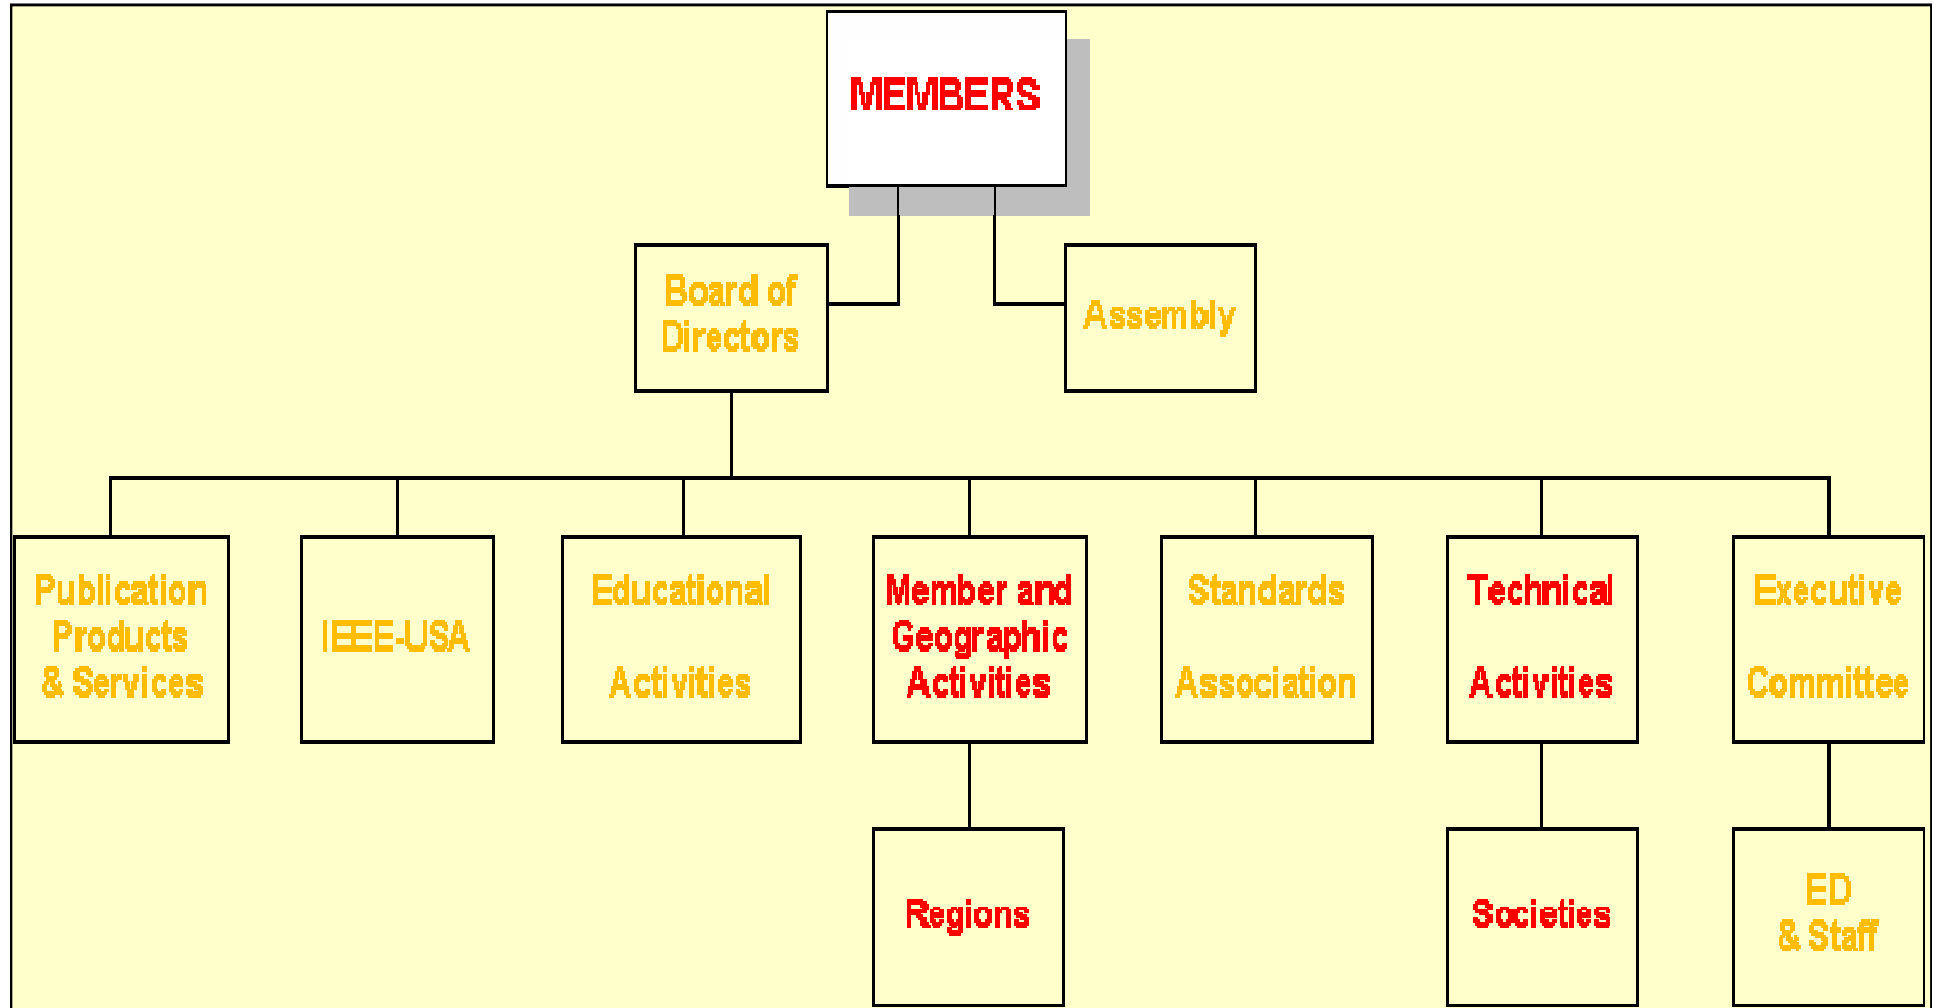 MEMBERS
Board of
Directors
Assembly
Publication
Products
& Services
IEEE-USA
Educational
Activities
Member and
Geographic
Activities
Standards
Association
Technical
Activities
Executive
Committee
Regions
Societies
ED
& Staff